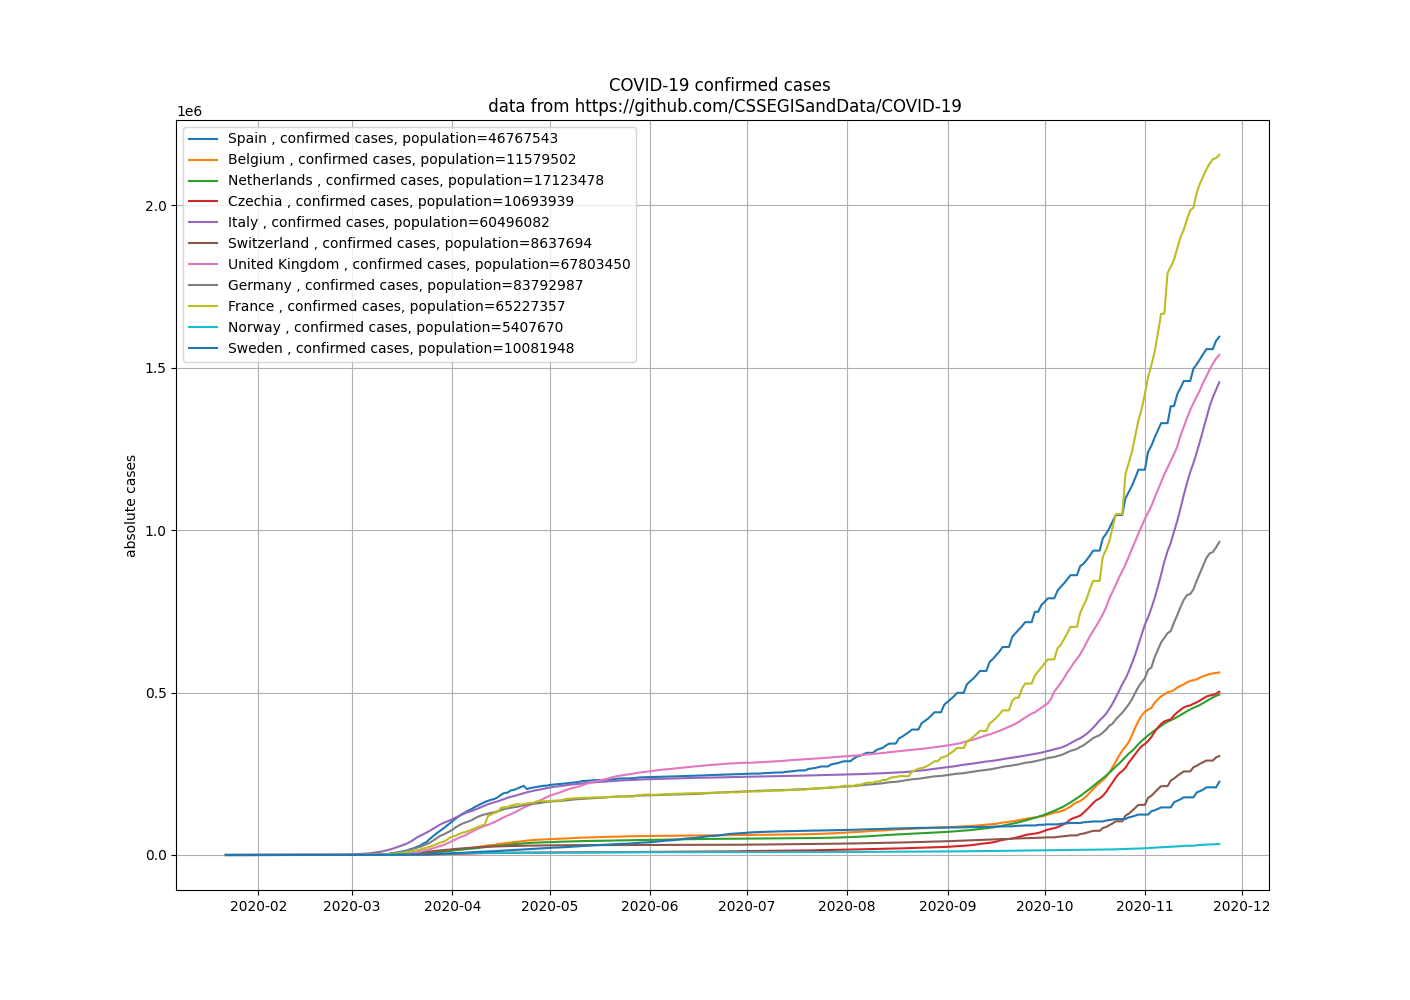 COVID-19 confirmed cases
data from https://github.com/CSSEGISandData/COVID-19
1e6
Spain , confirmed cases, population=46767543
Belgium , confirmed cases, population=11579502
Netherlands , confirmed cases, population=17123478
Czechia , confirmed cases, population=10693939
Italy , confirmed cases, population=60496082
Switzerland , confirmed cases, population=8637694
United Kingdom , confirmed cases, population=67803450
Germany , confirmed cases, population=83792987
France , confirmed cases, population=65227357
Norway , confirmed cases, population=5407670
Sweden , confirmed cases, population=10081948
2.0
1.5
1.0
0.5
0.0
absolute cases
2020-02 2020-03 2020-04 2020-05 2020-06 2020-07 2020-08 2020-09 2020-10 2020-11 2020-12